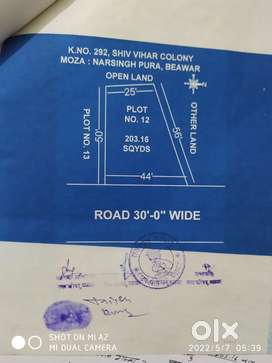 K.NO. 292, SHIV VIHAR COLONY
MOZA : NARSINGH PURA, BEAWAR
OPEN LAND
25'
PLOT NO. 13
60'
PLOT
NO. 12
203.16
SQYDS
56'
OTHER LAND
44'
ROAD 30'-0" WIDE
SHOT ON MI A2
MI DUAL CAMERA
2022/5/7 13:39
OLX